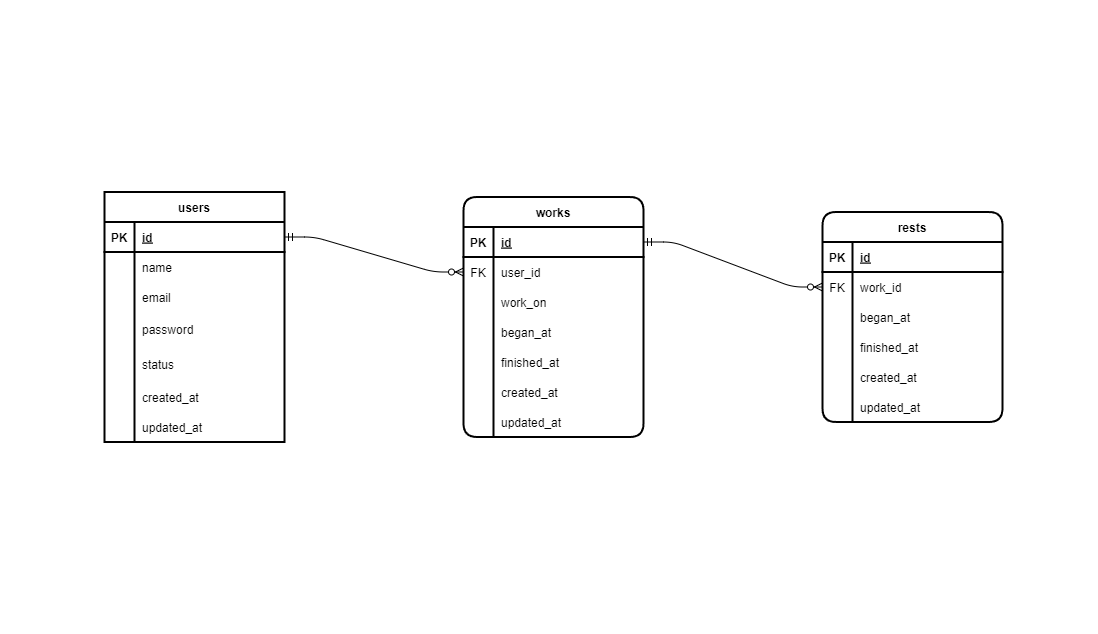 users
PK id
name
email
password
status
created_at
updated_at
works
PK id
FK user_id
work_on
began_at
finished_at
created_at
updated_at
rests
PK id
FK work_id
began_at
finished_at
created_at
updated_at